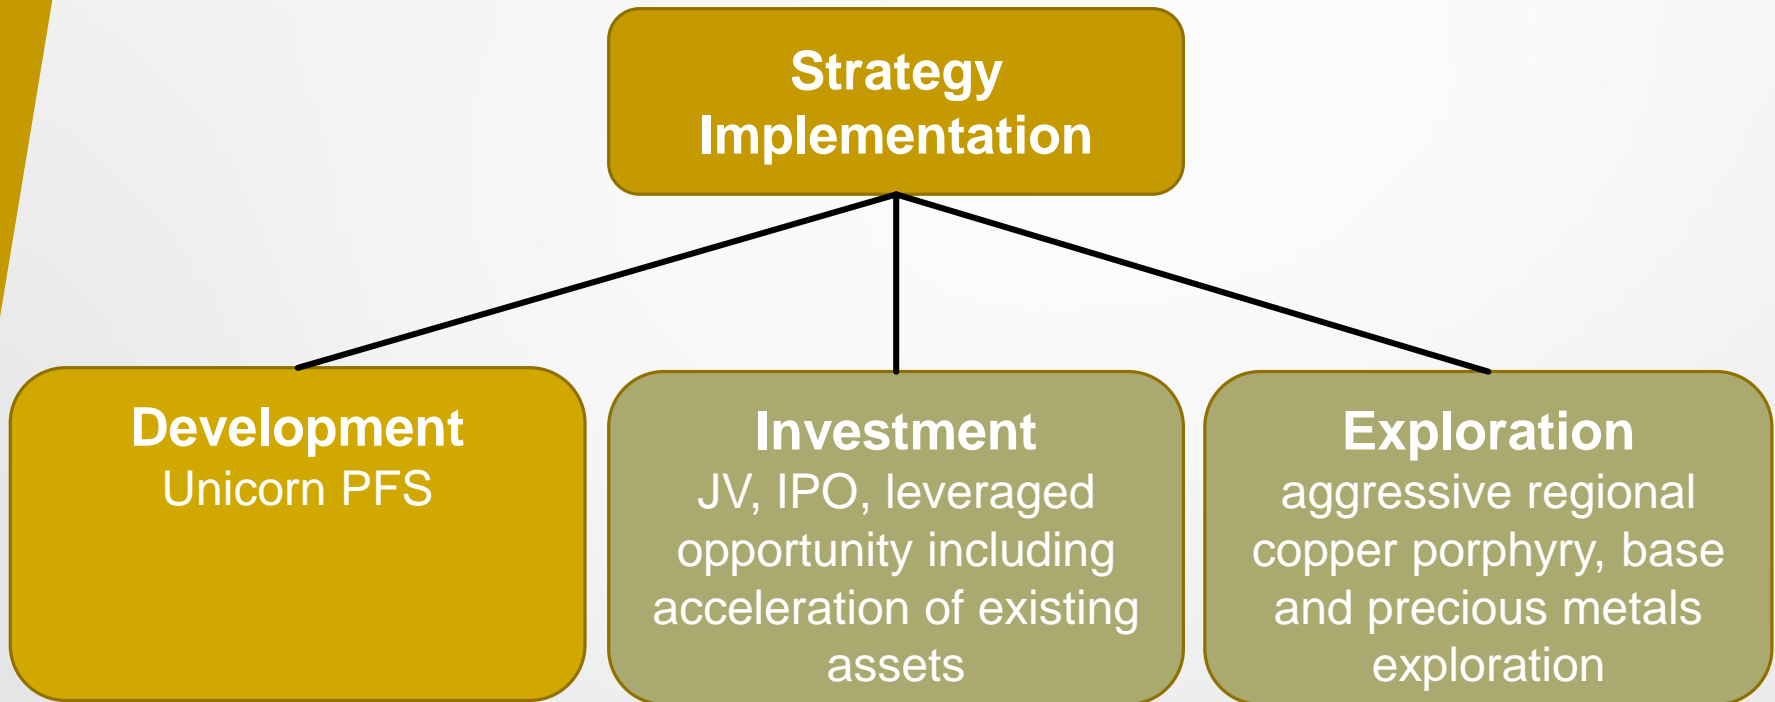 Strategy
Implementation
Development
Unicorn PFS
Investment
JV, IPO, leveraged
opportunity including
acceleration of existing
assets
Exploration
aggressive regional
copper porphyry, base
and precious metals
exploration